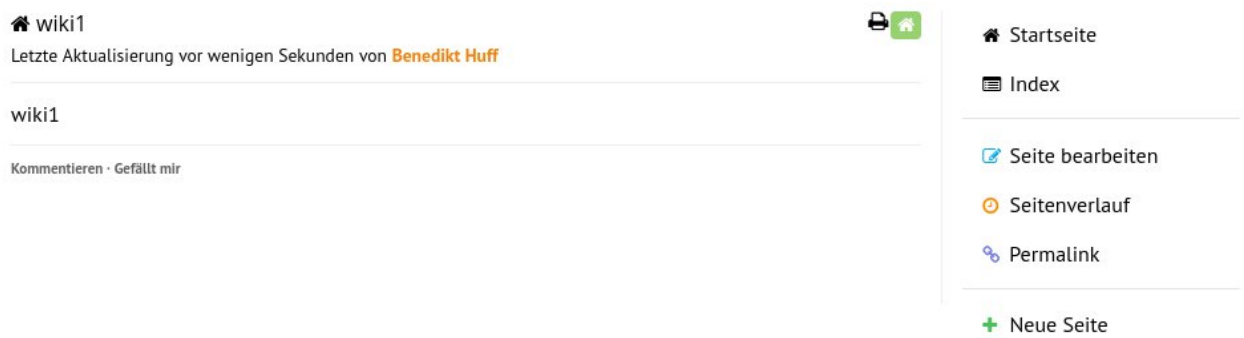 wiki1
Letzte Aktualisierung vor wenigen Sekunden von Benedikt Huff
wiki1
Kommentieren · Gefällt mir
Startseite
Index
Seite bearbeiten
Seitenverlauf
Permalink
Neue Seite